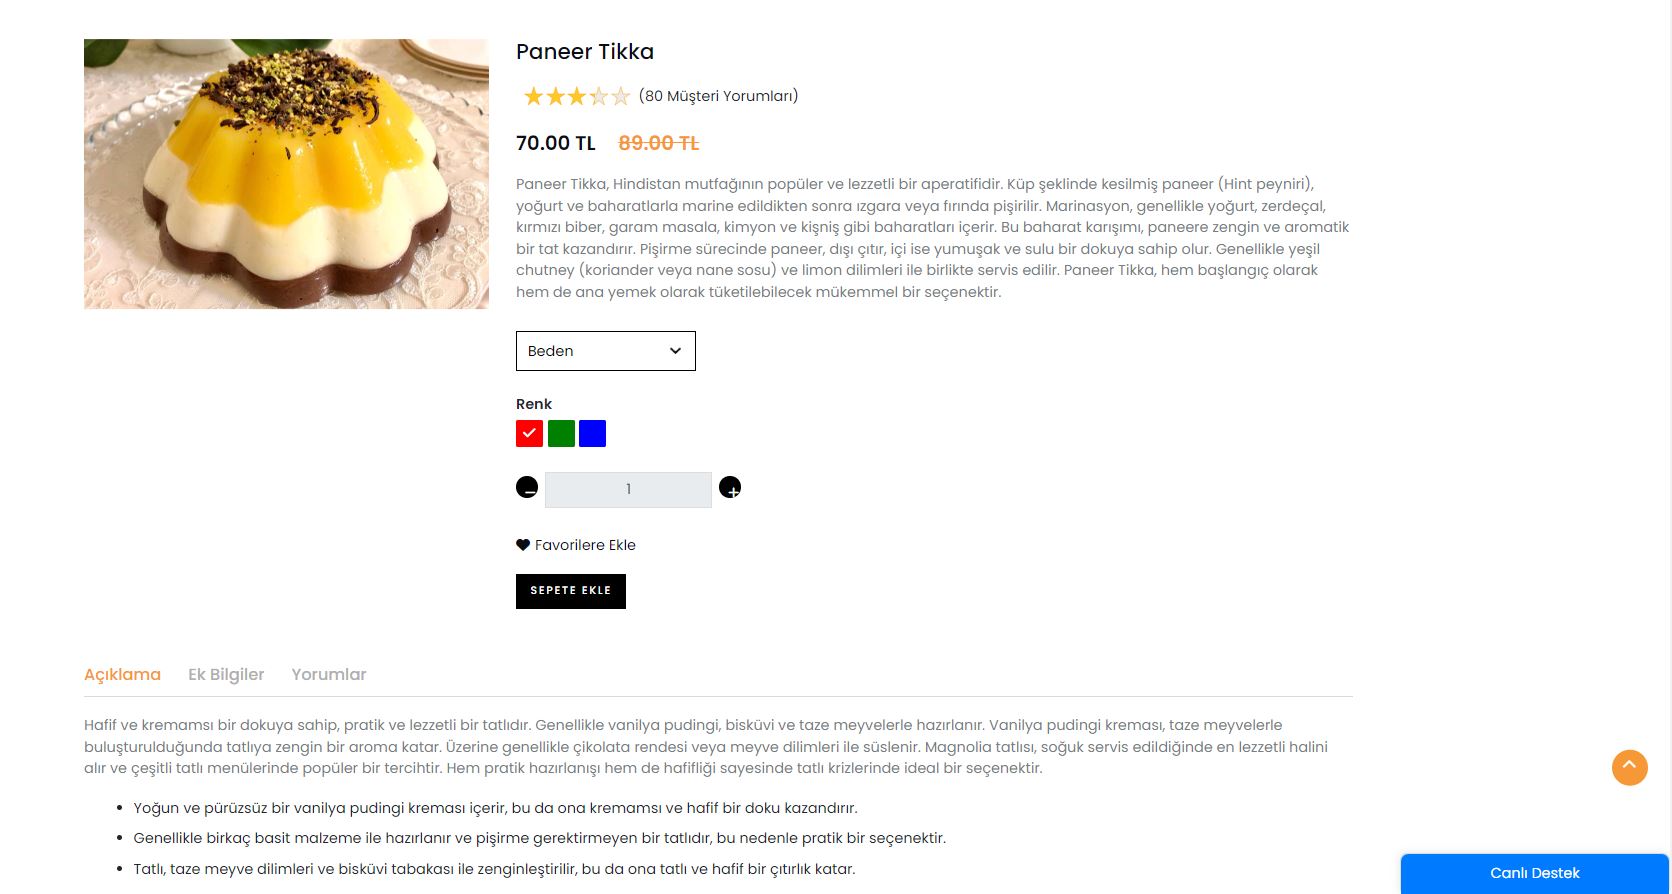 Paneer Tikka
(80 Müşteri Yorumları)
70.00 TL 89.00 TL
Paneer Tikka, Hindistan mutfağının popüler ve lezzetli bir aperatifidir. Küp şeklinde kesilmiş paneer (Hint peyniri),
yoğurt ve baharatlarla marine edildikten sonra ızgara veya fırında pişirilir. Marinasyon, genellikle yoğurt, zerdeçal,
kırmızı biber, garam masala, kimyon ve kişniş gibi baharatları içerir. Bu baharat karışımı, paneere zengin ve aromatik
bir tat kazandırır. Pişirme sürecinde paneer, dışı çıtır, içi ise yumuşak ve sulu bir dokuya sahip olur. Genellikle yeşil
chutney (koriander veya nane sosu) ve limon dilimleri ile birlikte servis edilir. Paneer Tikka, hem başlangıç olarak
hem de ana yemek olarak tüketilebilecek mükemmel bir seçenektir.
Beden
Renk
1
Favorilere Ekle
SEPETE EKLE
Açıklama Ek Bilgiler Yorumlar
Hafif ve kremamsı bir dokuya sahip, pratik ve lezzetli bir tatlıdır. Genellikle vanilya pudingi, bisküvi ve taze meyvelerle hazırlanır. Vanilya pudingi kreması, taze meyvelerle
buluşturulduğunda tatlıya zengin bir aroma katar. Üzerine genellikle çikolata rendesi veya meyve dilimleri ile süslenir. Magnolia tatlısı, soğuk servis edildiğinde en lezzetli halini
alır ve çeşitli tatlı menülerinde popüler bir tercihtir. Hem pratik hazırlanışı hem de hafifliği sayesinde tatlı krizlerinde ideal bir seçenektir.
Yoğun ve pürüzsüz bir vanilya pudingi kreması içerir, bu da ona kremamsı ve hafif bir doku kazandırır.
Genellikle birkaç basit malzeme ile hazırlanır ve pişirme gerektirmeyen bir tatlıdır, bu nedenle pratik bir seçenektir.
Tatlı, taze meyve dilimleri ve bisküvi tabakası ile zenginleştirilir, bu da ona tatlı ve hafif bir çıtırlık katar.
Canlı Destek